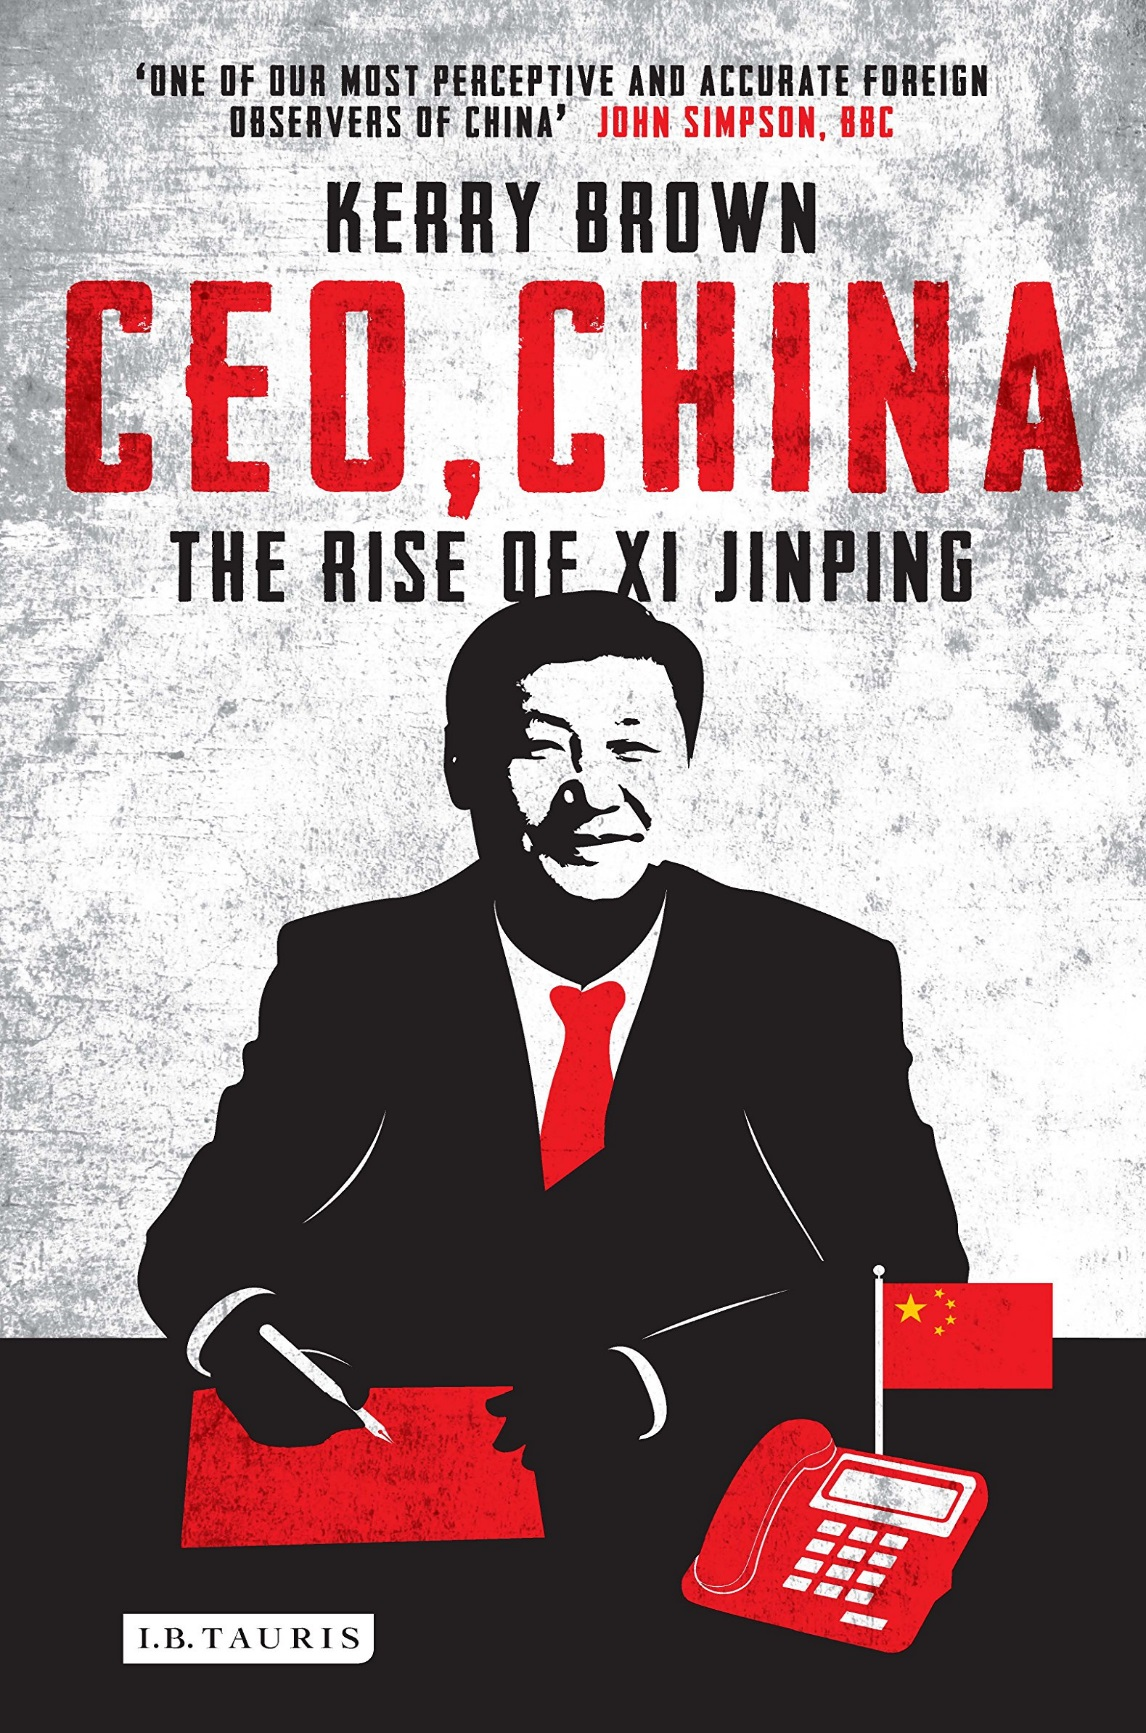 ‘ONE OF OUR MOST PERCEPTIVE AND ACCURATE FOREIGN
OBSERVERS OF CHINA’ JOHN SIMPSON, BBC
KERRY BROWN
CEO, CHINA
THE RISE OF XI JINPING
I.B.TAURIS